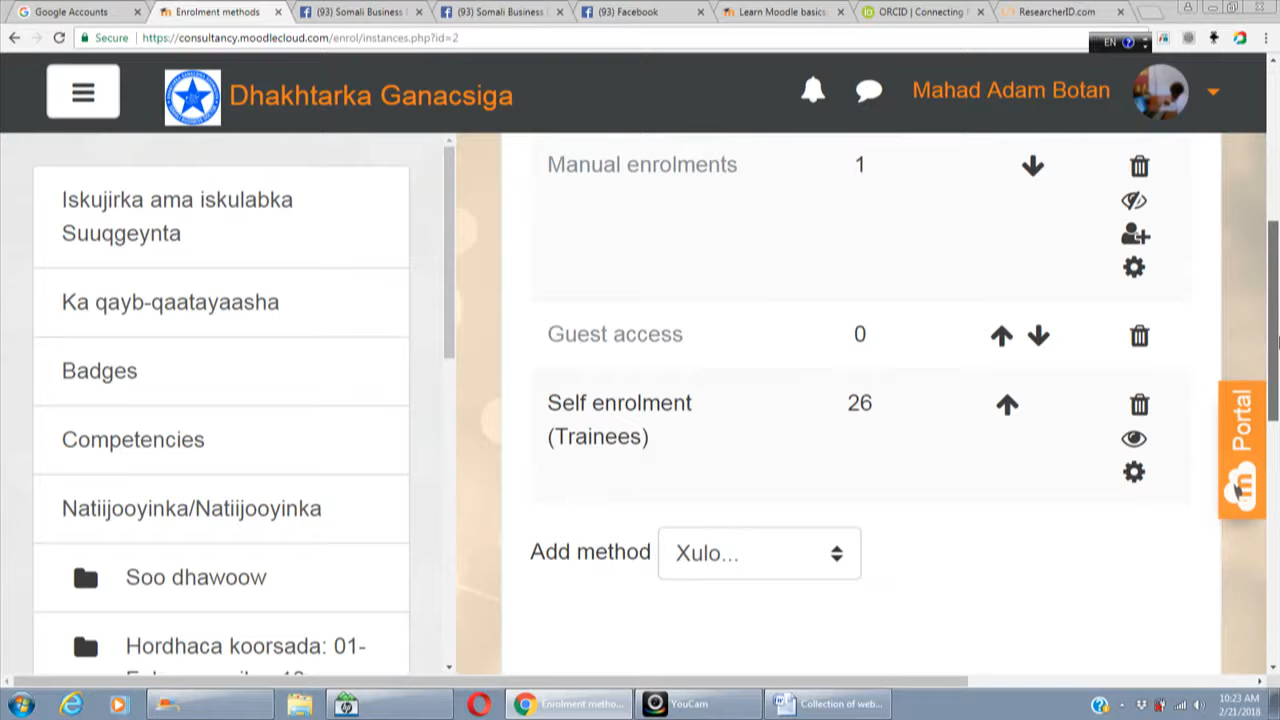 Google Accounts
Enrolment methods
(93) Somali Business
(93) Somali Business
(93) Facebook
Learn Moodle basics:
ORCID | Connecting
ResearcherID.com
Secure
https://consultancy.moodlecloud.com/enrol/instances.php?id=2
EN
Dhakhtarka Ganacsiga
Mahad Adam Botan
Iskujirka ama iskulabka
Suuqgeynta
Ka qayb-qaatayaasha
Badges
Competencies
Natiijooyinka/Natiijooyinka
Soo dhawoow
Hordhaca koorsada: 01-
Manual enrolments 1
Guest access 0
Self enrolment 26
(Trainees)
Add method Xulo...
Portal
Enrolment metho...
YouCam
Collection of web...
10:23 AM
2/21/2018